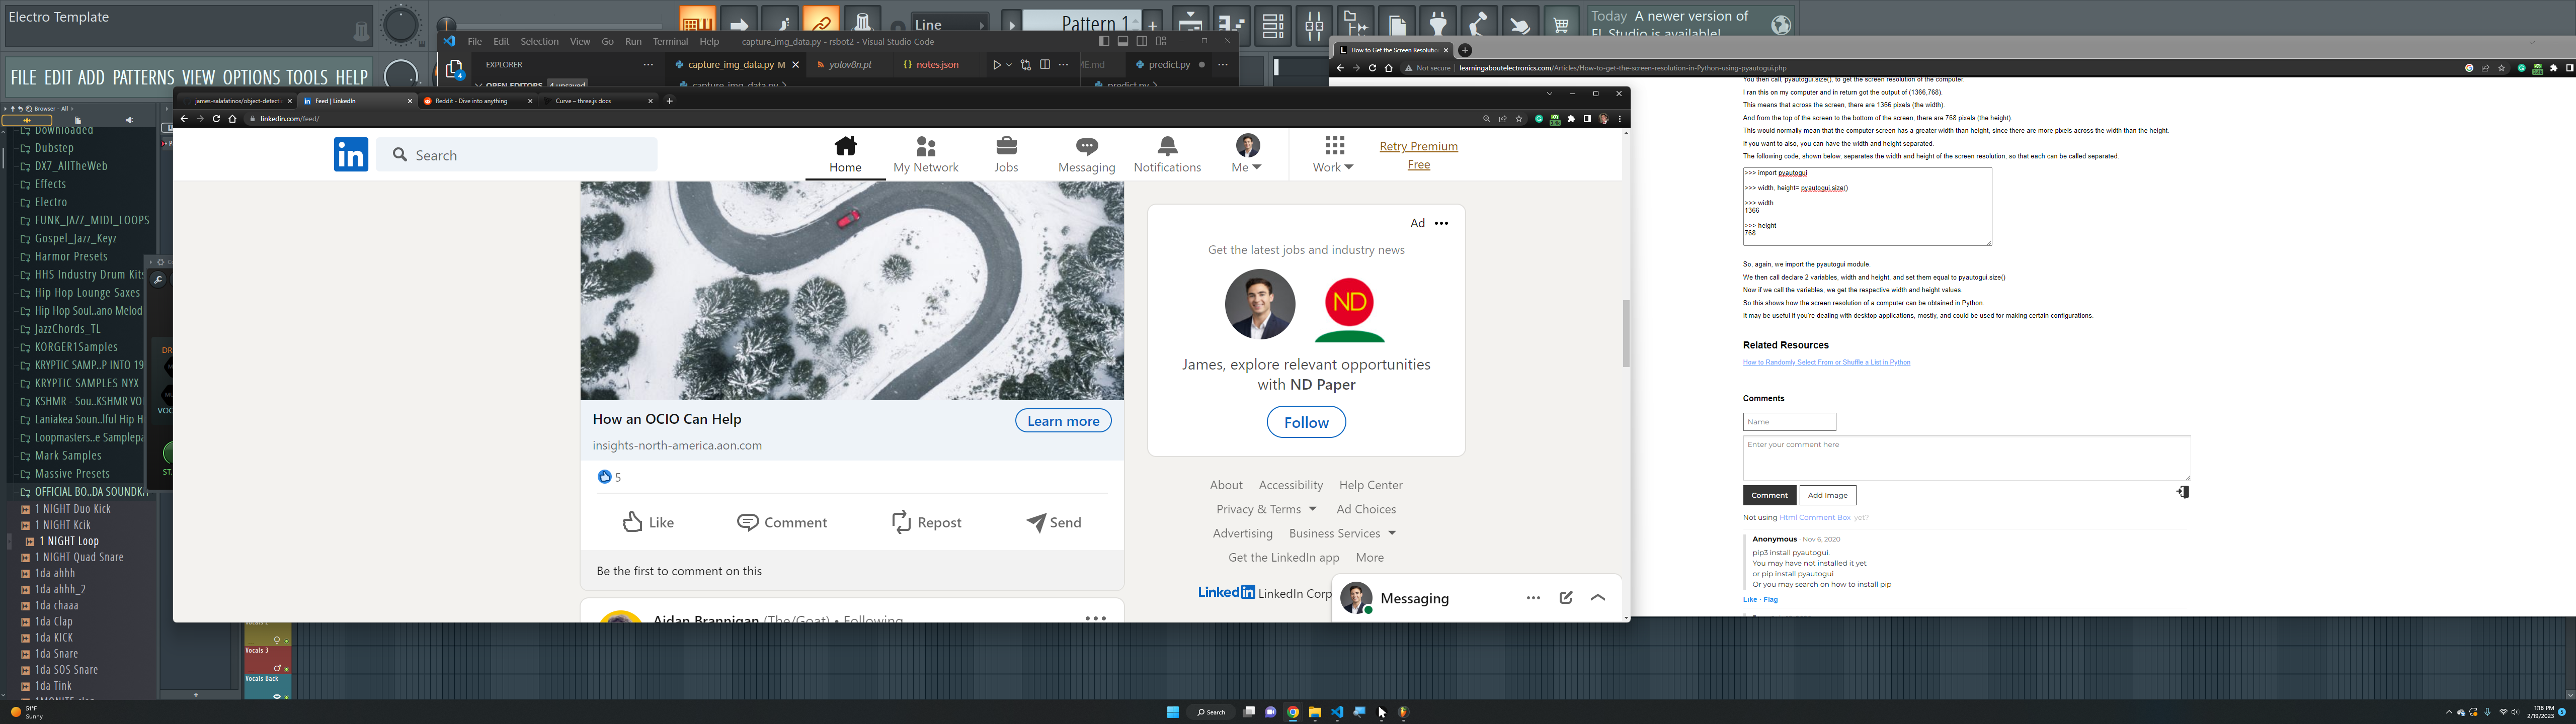 Electro Template
Line
Pattern 1
Today A newer version of
FL Studio is available!
FILE EDIT ADD PATTERNS VIEW OPTIONS TOOLS HELP
Browser - All
Downloaded
Dubstep
DX7_AllTheWeb
Effects
Electro
FUNK_JAZZ_MIDI_LOOPS
Gospel_Jazz_Keyz
Harmor Presets
HHS Industry Drum Kits
Hip Hop Lounge Saxes
Hip Hop Soul..ano Melod
JazzChords_TL
KORGER1Samples
KRYPTIC SAMP..P INTO 19
KRYPTIC SAMPLES NYX
KSHMR - Sou..KSHMR VO
Laniakea Soun..lful Hip H
Loopmasters..e Samplepa
Mark Samples
Massive Presets
OFFICIAL BO..DA SOUNDK
1 NIGHT Duo Kick
1 NIGHT Kcik
1 NIGHT Loop
1 NIGHT Quad Snare
1da ahhh
1da ahhh_2
1da chaaa
1da Clap
1da KICK
1da Snare
1da SOS Snare
1da Tink
Vocals 3
Vocals Back
File Edit Selection View Go Run Terminal Help
capture_img_data.py - rsbot2 - Visual Studio Code
4
EXPLORER
OPEN EDITORS 4 unsaved
capture_img_data.py M
yolov8n.pt
{} notes.json
ME.md
predict.py
capture_img_data.py >
predict.py >
james-salafatinos/object-detecti
Feed | LinkedIn
Reddit - Dive into anything
Curve – three.js docs
linkedin.com/feed/
in
Search
Home
My Network
Jobs
Messaging
Notifications
Me
Work
Retry Premium
Free
How an OCIO Can Help
Learn more
insights-north-america.aon.com
5
Like
Comment
Repost
Send
Be the first to comment on this
Aidan Brannigan (The/Goat) • Following
Ad
Get the latest jobs and industry news
ND
James, explore relevant opportunities
with ND Paper
Follow
About Accessibility Help Center
Privacy & Terms Ad Choices
Advertising Business Services
Get the LinkedIn app More
LinkedIn LinkedIn Corp
Messaging
How to Get the Screen Resolution
Not secure | learningaboutelectronics.com/Articles/How-to-get-the-screen-resolution-in-Python-using-pyautogui.php
You then call, pyautogui.size(), to get the screen resolution of the computer.
I ran this on my computer and in return got the output of (1366,768).
This means that across the screen, there are 1366 pixels (the width).
And from the top of the screen to the bottom of the screen, there are 768 pixels (the height).
This would normally mean that the computer screen has a greater width than height, since there are more pixels across the width than the height.
If you want to also, you can have the width and height separated.
The following code, shown below, separates the width and height of the screen resolution, so that each can be called separated.
>>> import pyautogui
>>> width, height= pyautogui.size()
>>> width
1366
>>> height
768
So, again, we import the pyautogui module.
We then call declare 2 variables, width and height, and set them equal to pyautogui.size()
Now if we call the variables, we get the respective width and height values.
So this shows how the screen resolution of a computer can be obtained in Python.
It may be useful if you're dealing with desktop applications, mostly, and could be used for making certain configurations.
Related Resources
How to Randomly Select From or Shuffle a List in Python
Comments
Name
Enter your comment here
Comment
Add Image
Not using Html Comment Box yet?
Anonymous · Nov 6, 2020
pip3 install pyautogui.
You may have not installed it yet
or pip install pyautogui
Or you may search on how to install pip
Like · Flag
51°F
Sunny
Search
1:18 PM
2/19/2023